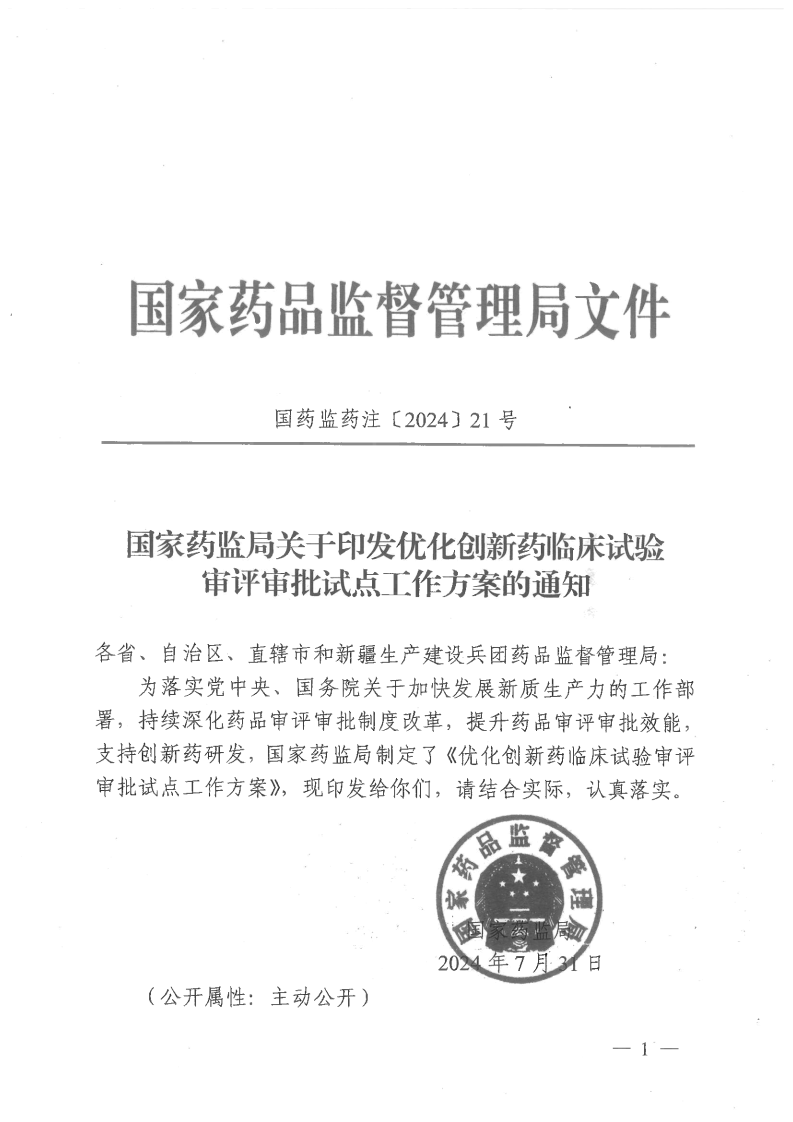 国家药品监督管理局文件
国药监药注〔2024〕21 号
国家药监局关于印发优化创新药临床试验
审评审批试点工作方案的通知
各省、自治区、直辖市和新疆生产建设兵团药品监督管理局：
为落实党中央、国务院关于加快发展新质生产力的工作部
署，持续深化药品审评审批制度改革，提升药品审评审批效能，
支持创新药研发，国家药监局制定了《优化创新药临床试验审评
审批试点工作方案》，现印发给你们，请结合实际，认真落实。
国家药品监督管理局
国家药监局
2024 年 7 月 31 日
（公开属性：主动公开）
— 1 —